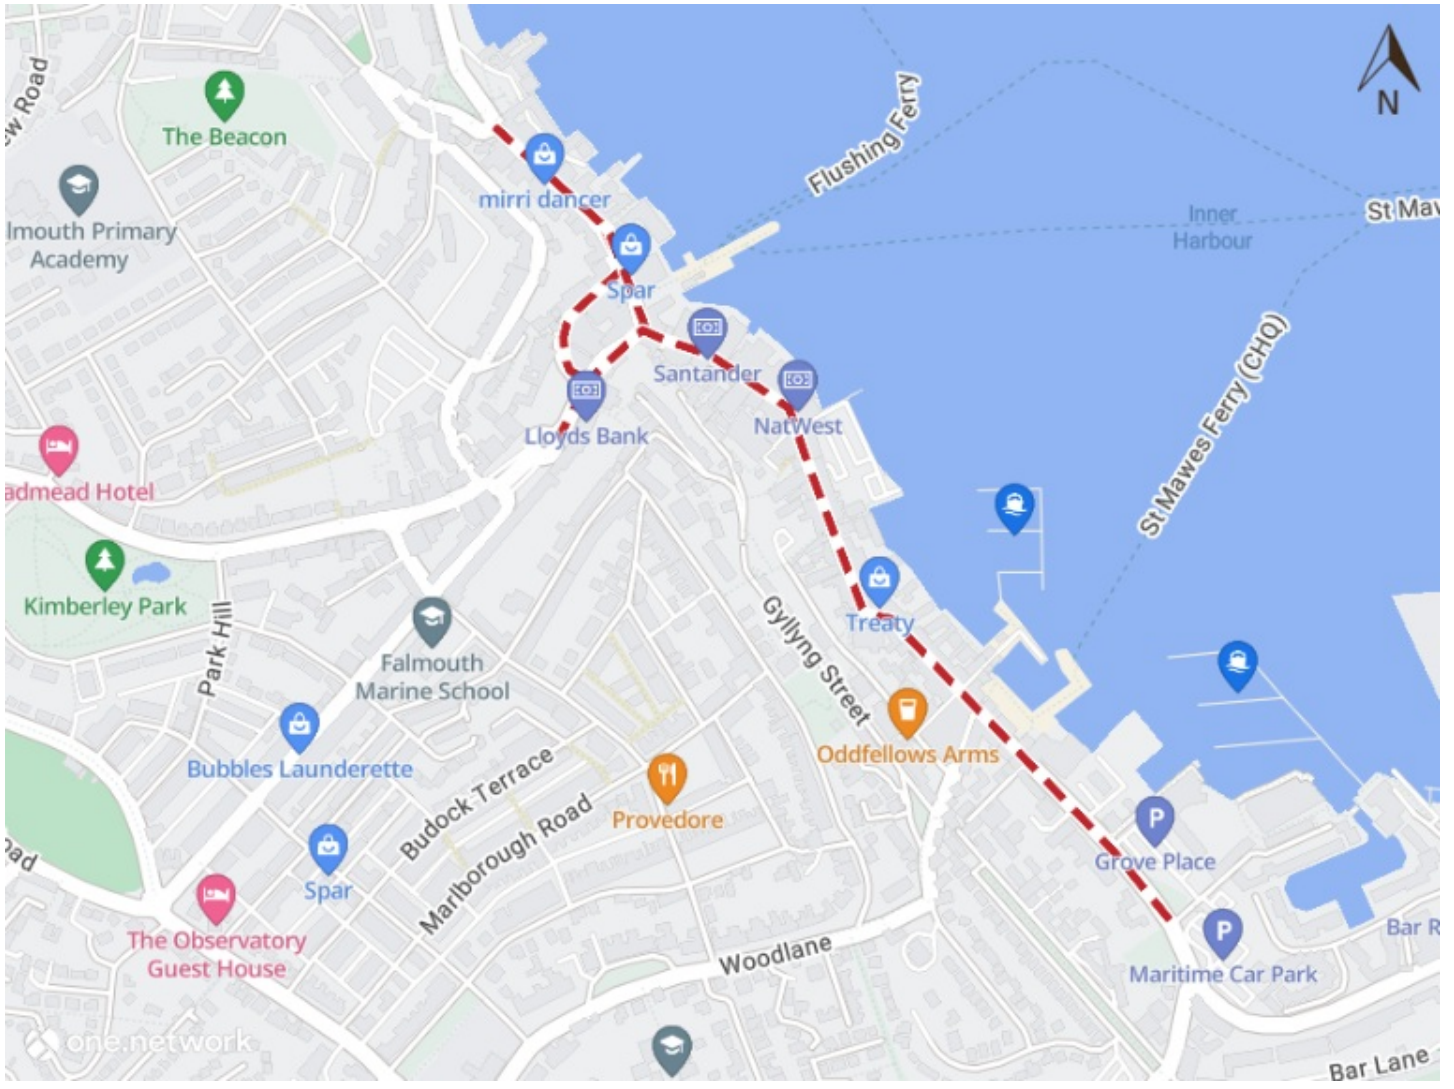 ew Road
The Beacon
N
Flushing Ferry
mirri dancer
lmouth Primary
Academy
St Maw
Inner
Harbour
Spar
Santander
NatWest
Lloyds Bank
St Mawes Ferry (CHQ)
admead Hotel
Kimberley Park
Park Hill
Falmouth
Marine School
Gyllyng Street
Treaty
Bubbles Launderette
Budock Terrace
Oddfellows Arms
Provedore
Marlborough Road
P
Grove Place
oad
Spar
The Observatory
Guest House
Woodlane
P
Maritime Car Park
Bar R
one.network
Bar Lane